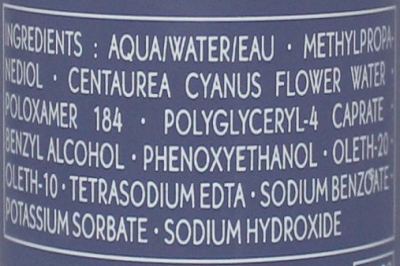 INGREDIENTS : AQUA/WATER/EAU · METHYLPROPA-
NEDIOL · CENTAUREA CYANUS FLOWER WATER ·
POLOXAMER 184 · POLYGLYCERYL-4 CAPRATE ·
BENZYL ALCOHOL · PHENOXYETHANOL · OLETH-20 ·
OLETH-10 · TETRASODIUM EDTA · SODIUM BENZOATE ·
POTASSIUM SORBATE · SODIUM HYDROXIDE